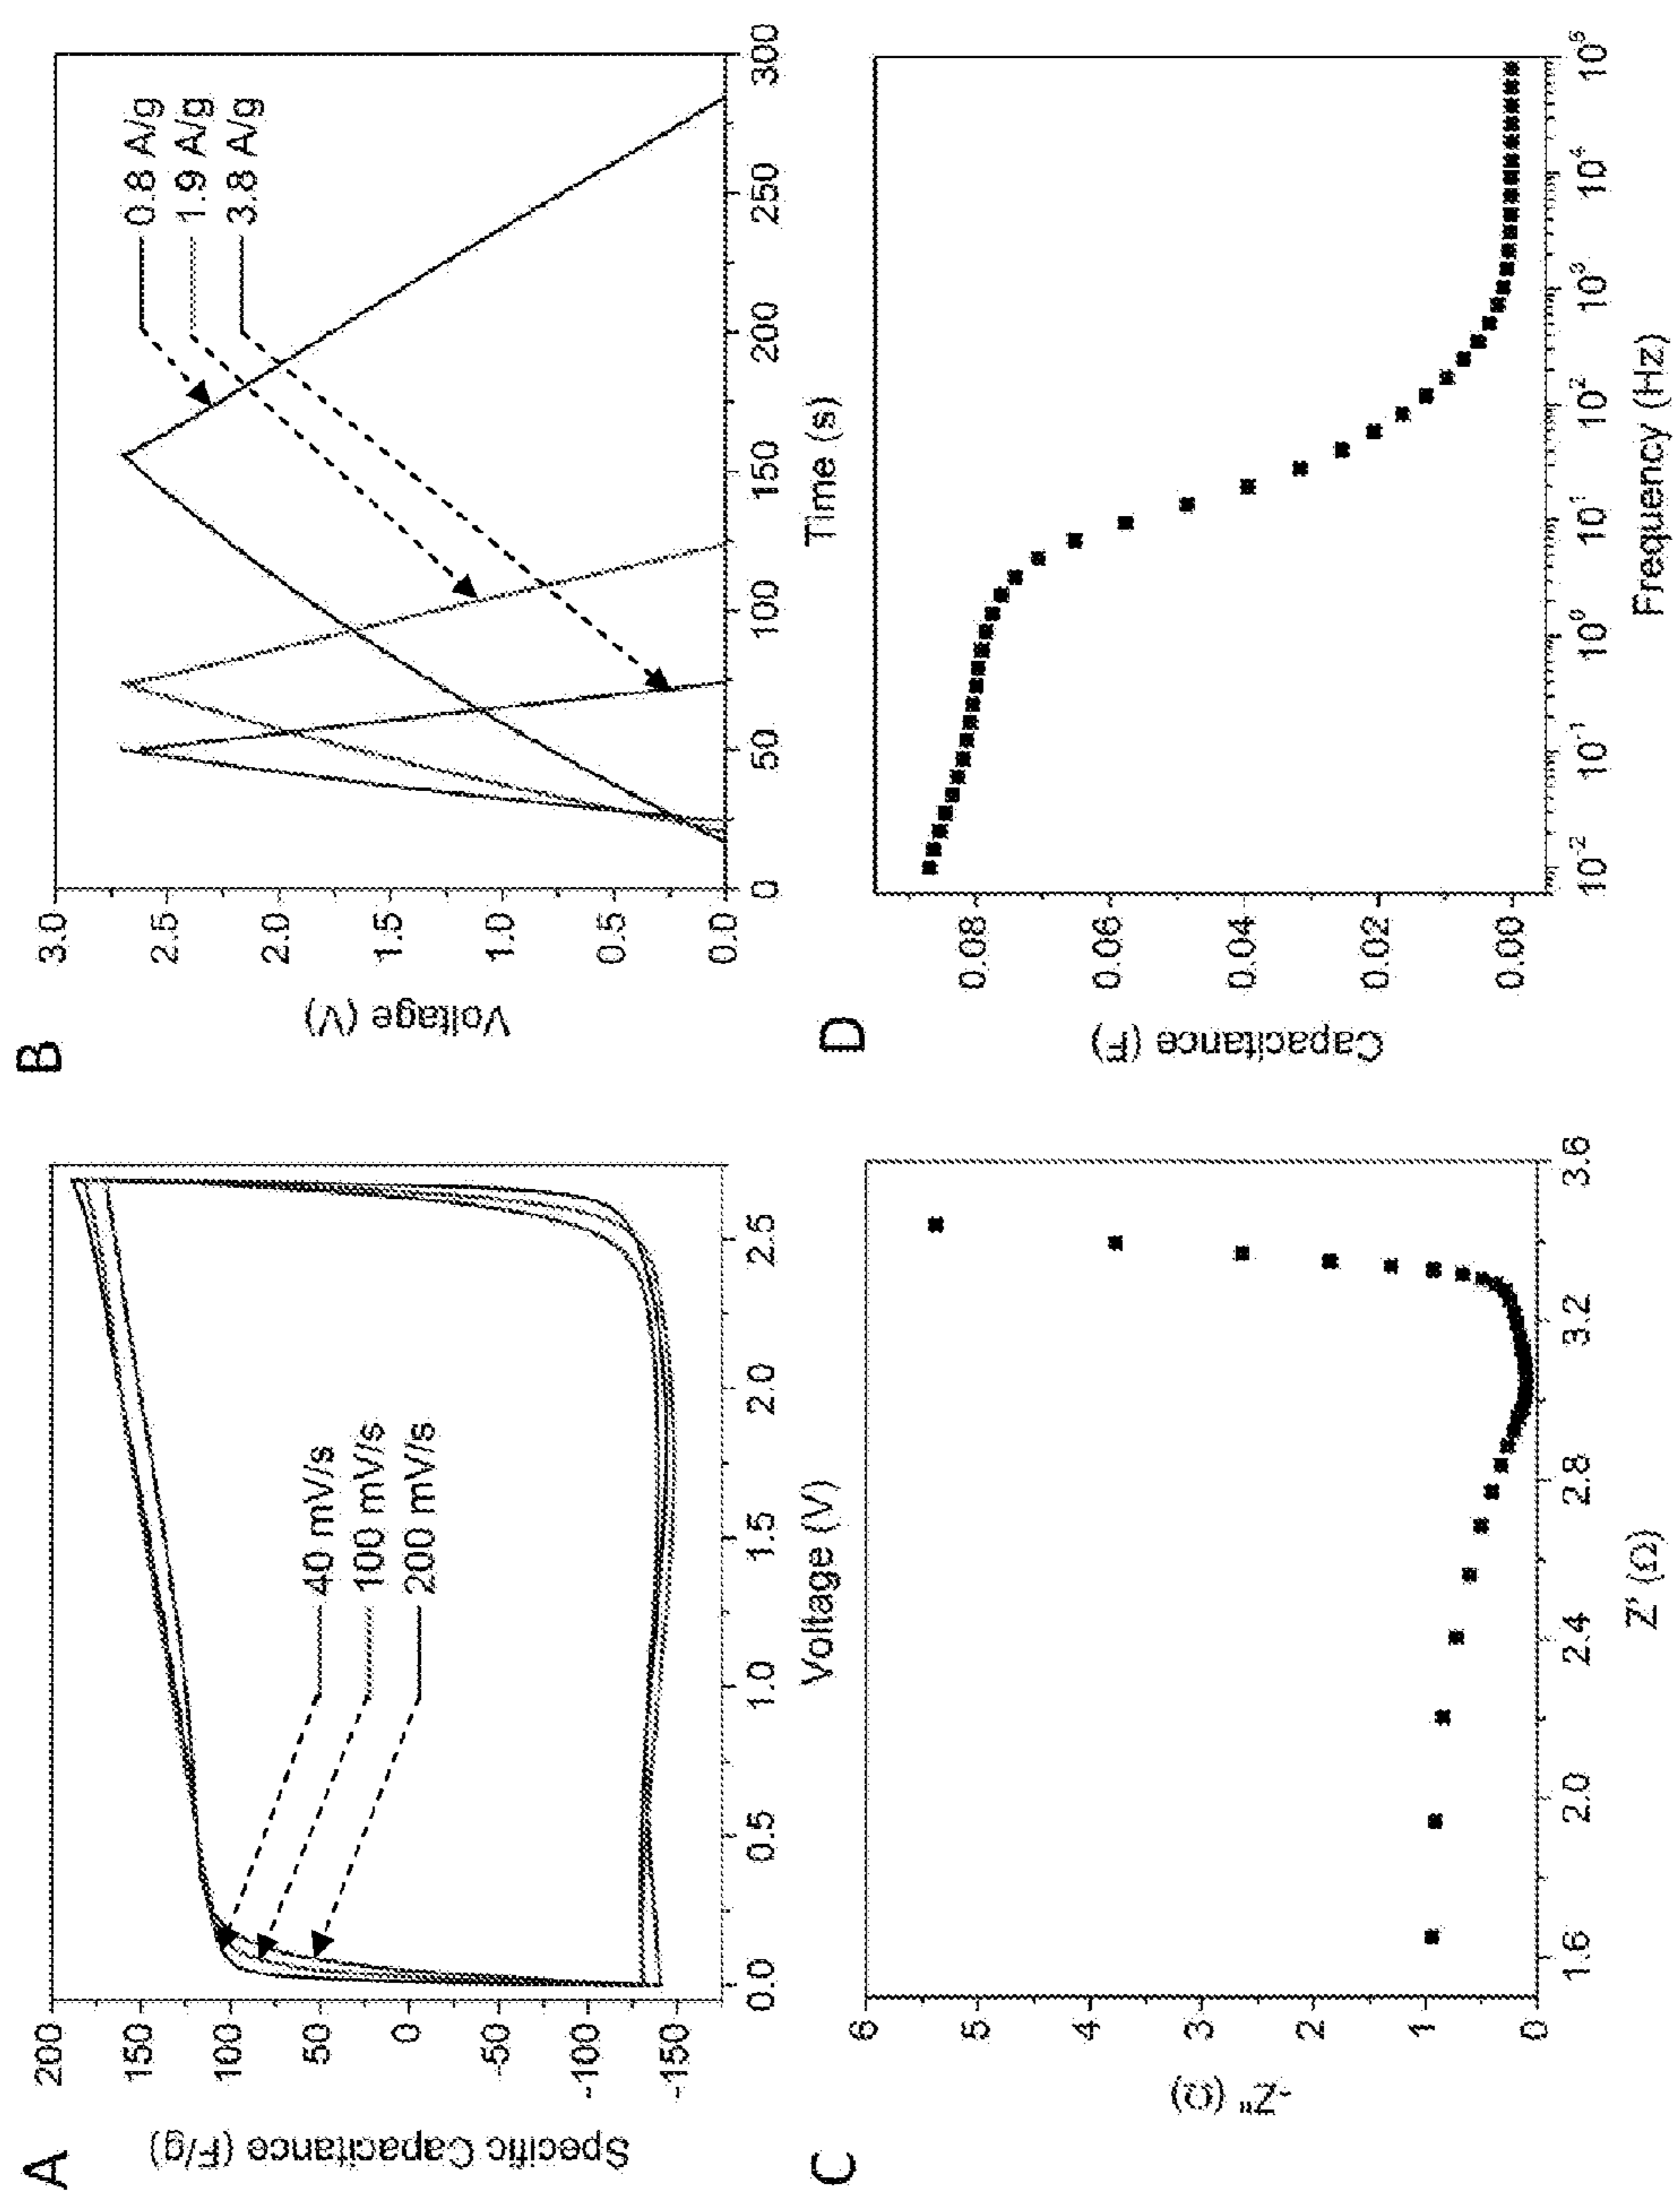 A
Specific Capacitance (F/g)
200
150
100
50
0
-50
-100
-150
40 mV/s
100 mV/s
200 mV/s
0.0 0.5 1.0 1.5 2.0 2.5
Voltage (V)
B
Voltage (V)
3.0
2.5
2.0
1.5
1.0
0.5
0.0
0.8 A/g
1.9 A/g
3.8 A/g
0 50 100 150 200 250 300
Time (s)
C
-Z" (Ω)
6
5
4
3
2
1
0
1.6 2.0 2.4 2.8 3.2 3.6
Z' (Ω)
D
Capacitance (F)
0.08
0.06
0.04
0.02
0.00
10⁻² 10⁻¹ 10⁰ 10¹ 10² 10³ 10⁴ 10⁵
Frequency (Hz)